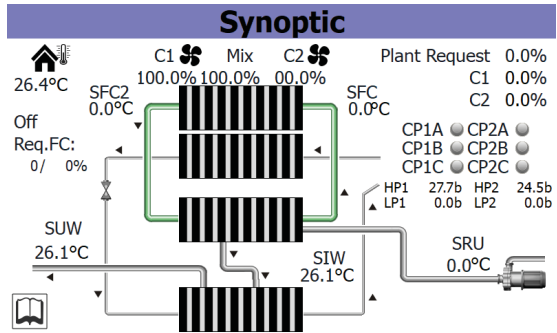 Synoptic
26.4°C
C1 Mix C2
100.0% 100.0% 00.0%
Plant Request 0.0%
C1 0.0%
C2 0.0%
SFC2
0.0°C
SFC
0.0°C
Off
Req.FC:
0/ 0%
CP1A CP2A
CP1B CP2B
CP1C CP2C
HP1 27.7b HP2 24.5b
LP1 0.0b LP2 0.0b
SUW
26.1°C
SIW
26.1°C
SRU
0.0°C